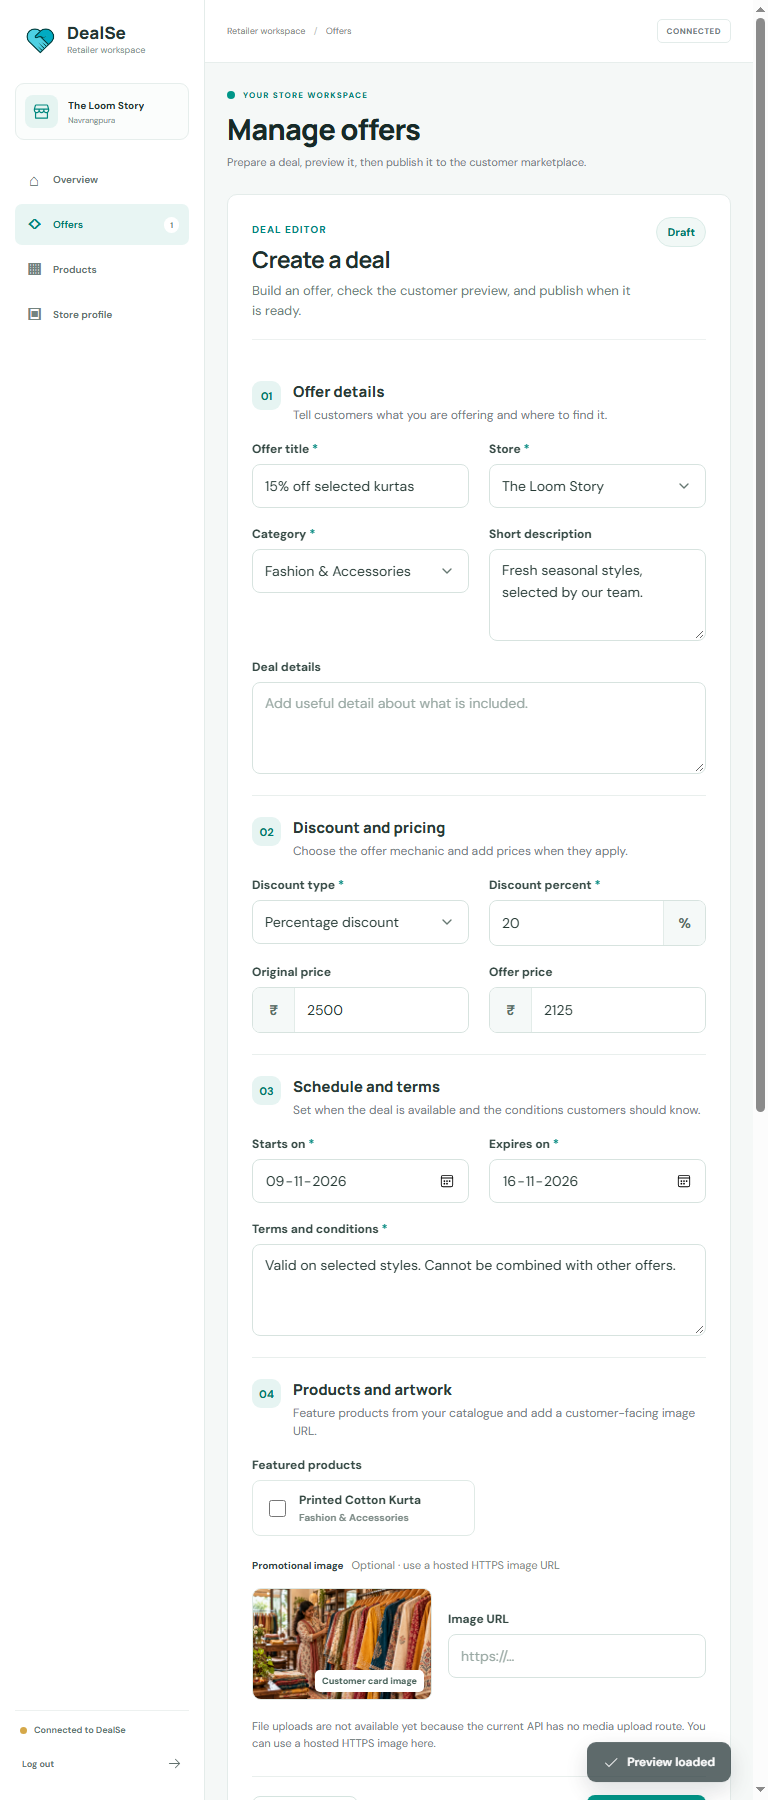 DealSe
Retailer workspace
The Loom Story
Navrangpura
Overview
Offers 1
Products
Store profile
Connected to DealSe
Log out
Retailer workspace / Offers
CONNECTED
YOUR STORE WORKSPACE
Manage offers
Prepare a deal, preview it, then publish it to the customer marketplace.
DEAL EDITOR
Draft
Create a deal
Build an offer, check the customer preview, and publish when it
is ready.
01 Offer details
Tell customers what you are offering and where to find it.
Offer title *
15% off selected kurtas
Store *
The Loom Story
Category *
Fashion & Accessories
Short description
Fresh seasonal styles,
selected by our team.
Deal details
Add useful detail about what is included.
02 Discount and pricing
Choose the offer mechanic and add prices when they apply.
Discount type *
Percentage discount
Discount percent *
20 %
Original price
₹ 2500
Offer price
₹ 2125
03 Schedule and terms
Set when the deal is available and the conditions customers should know.
Starts on *
09-11-2026
Expires on *
16-11-2026
Terms and conditions *
Valid on selected styles. Cannot be combined with other offers.
04 Products and artwork
Feature products from your catalogue and add a customer-facing image
URL.
Featured products
Printed Cotton Kurta
Fashion & Accessories
Promotional image Optional · use a hosted HTTPS image URL
Customer card image
Image URL
https://...
File uploads are not available yet because the current API has no media upload route. You
can use a hosted HTTPS image here.
Preview loaded